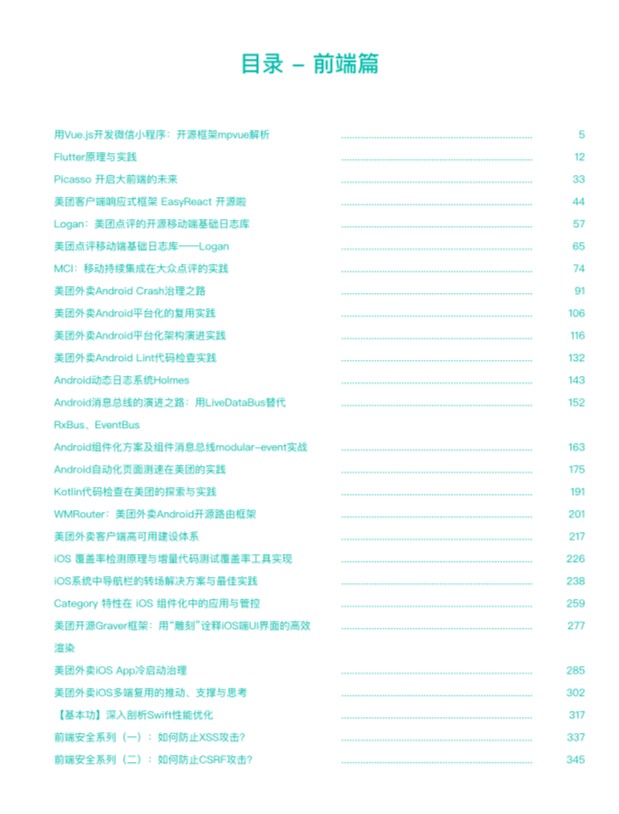 目录 - 前端篇
用Vue.js开发微信小程序：开源框架mpvue解析 5
Flutter原理与实践 12
Picasso 开启大前端的未来 33
美团客户端响应式框架 EasyReact 开源啦 44
Logan：美团点评的开源移动端基础日志库 57
美团点评移动端基础日志库——Logan 65
MCI：移动持续集成在大众点评的实践 74
美团外卖Android Crash治理之路 91
美团外卖Android平台化的复用实践 106
美团外卖Android平台化架构演进实践 116
美团外卖Android Lint代码检查实践 132
Android动态日志系统Holmes 143
Android消息总线的演进之路：用LiveDataBus替代 152
RxBus、EventBus
Android组件化方案及组件消息总线modular-event实战 163
Android自动化页面测速在美团的实践 175
Kotlin代码检查在美团的探索与实践 191
WMRouter：美团外卖Android开源路由框架 201
美团外卖客户端高可用建设体系 217
iOS 覆盖率检测原理与增量代码测试覆盖率工具实现 226
iOS系统中导航栏的转场解决方案与最佳实践 238
Category 特性在 iOS 组件化中的应用与管控 259
美团开源Graver框架：用“雕刻”诠释iOS端UI界面的高效 277
渲染
美团外卖iOS App冷启动治理 285
美团外卖iOS多端复用的推动、支撑与思考 302
【基本功】深入剖析Swift性能优化 317
前端安全系列（一）：如何防止XSS攻击？ 337
前端安全系列（二）：如何防止CSRF攻击？ 345